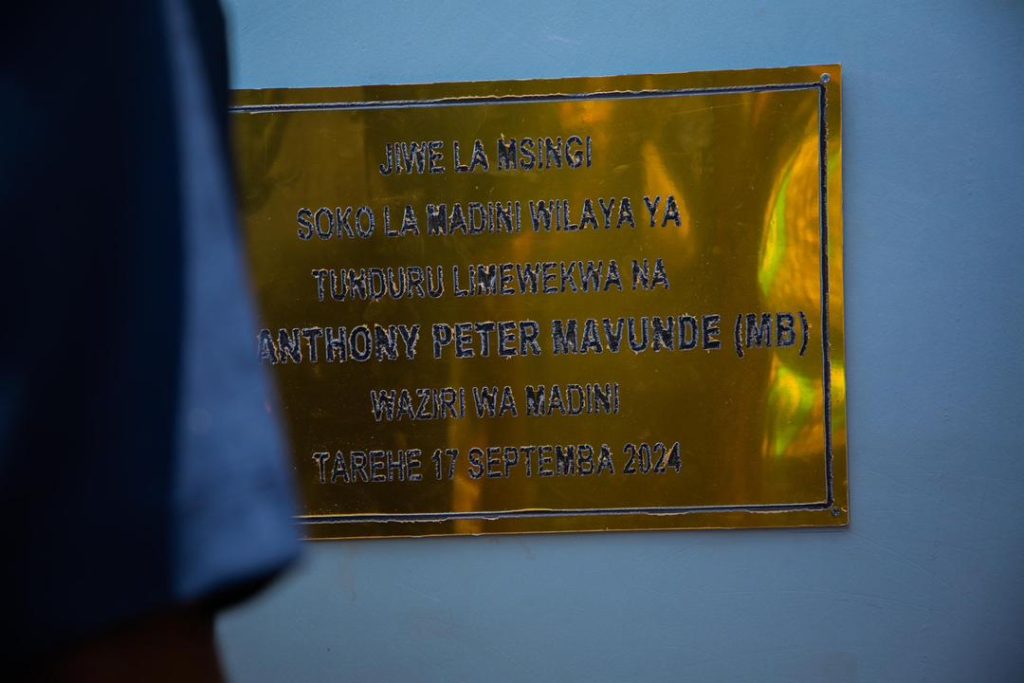 JIWE LA MSINGI
SOKO LA MADINI WILAYA YA
TUNDURU LIMEWEKWA NA
ANTHONY PETER MAVUNDE (MB)
WAZIRI WA MADINI
TAREHE 17 SEPTEMBA 2024